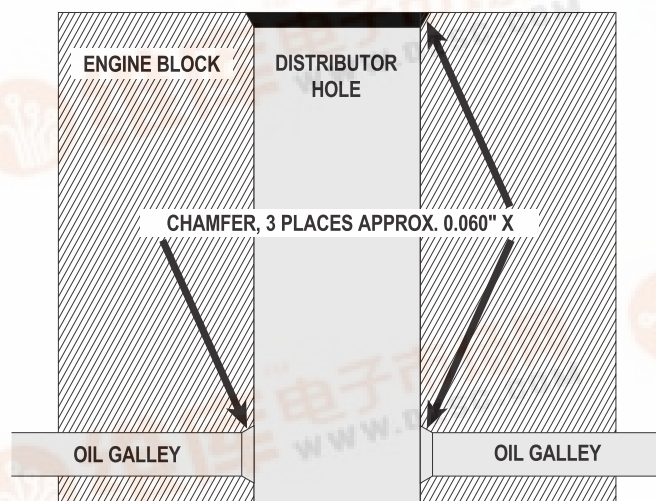 ENGINE BLOCK
DISTRIBUTOR
HOLE
CHAMFER, 3 PLACES APPROX. 0.060" X
OIL GALLEY
OIL GALLEY